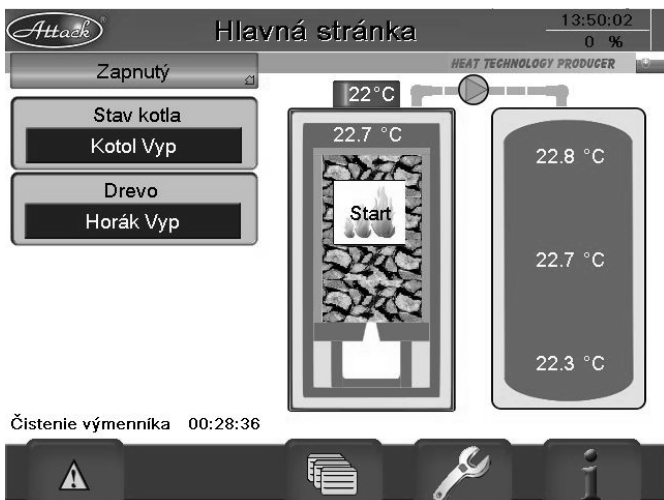 Attack®
Hlavná stránka
13:50:02
0 %
HEAT TECHNOLOGY PRODUCER
Zapnutý
Stav kotla
Kotol Vyp
Drevo
Horák Vyp
22°C
22.7 °C
Start
22.8 °C
22.7 °C
22.3 °C
Čistenie výmenníka 00:28:36